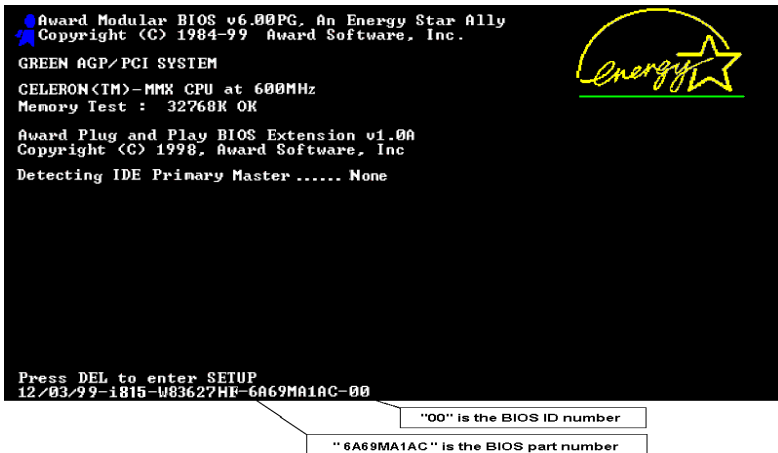 Award Modular BIOS v6.00PG, An Energy Star Ally
Copyright (C) 1984-99 Award Software, Inc.
energy
GREEN AGP/PCI SYSTEM
CELERON(TM)-MMX CPU at 600MHz
Memory Test : 32768K OK
Award Plug and Play BIOS Extension v1.0A
Copyright (C) 1998, Award Software, Inc
Detecting IDE Primary Master ...... None
Press DEL to enter SETUP
12/03/99-i815-W83627HF-6A69MA1AC-00
"00" is the BIOS ID number
" 6A69MA1AC " is the BIOS part number